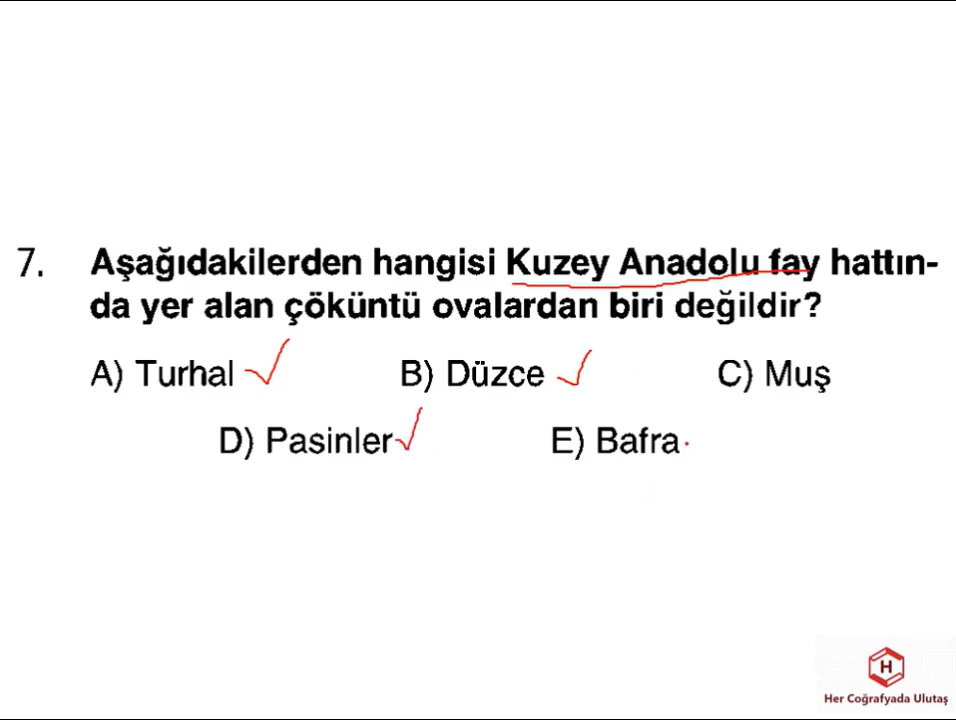 7. Aşağıdakilerden hangisi Kuzey Anadolu fay hattın-
da yer alan çöküntü ovalardan biri değildir?
A) Turhal B) Düzce C) Muş
D) Pasinler E) Bafra
H
Her Coğrafyada Ulutaş